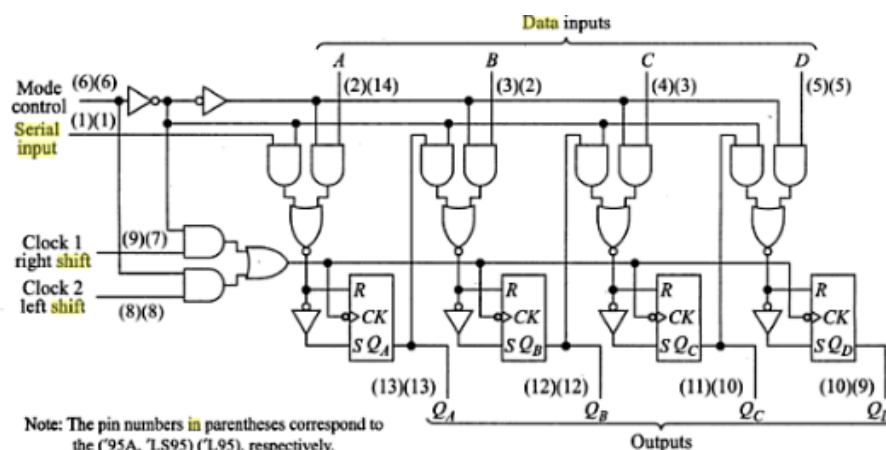 Data inputs
A B C D
Mode control
(6)(6)
(2)(14) (3)(2) (4)(3) (5)(5)
Serial input
(1)(1)
Clock 1 right shift
(9)(7)
Clock 2 left shift
(8)(8)
R R R R
CK CK CK CK
S QA S QB S QC S QD
(13)(13) (12)(12) (11)(10) (10)(9)
QA QB QC
Outputs
Note: The pin numbers in parentheses correspond to
the ('95A, 'LS95) ('L95), respectively.